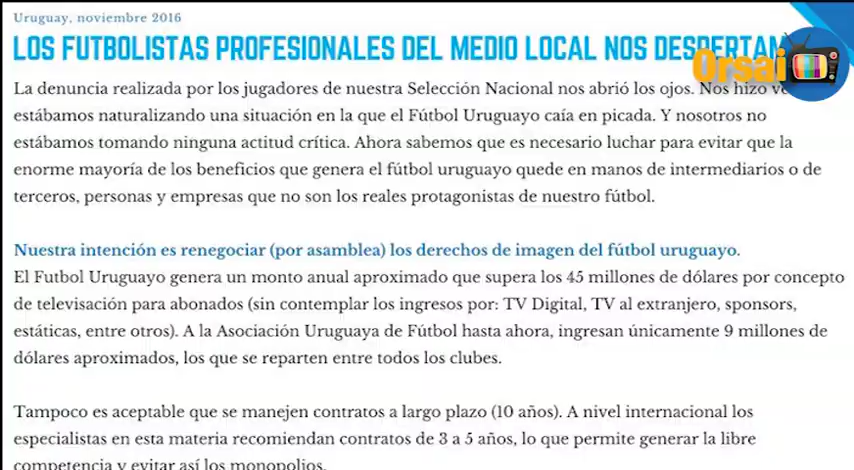 Uruguay, noviembre 2016
LOS FUTBOLISTAS PROFESIONALES DEL MEDIO LOCAL NOS DESPERTAM
Orsai
La denuncia realizada por los jugadores de nuestra Selección Nacional nos abrió los ojos. Nos hizo
estábamos naturalizando una situación en la que el Fútbol Uruguayo caía en picada. Y nosotros no
estábamos tomando ninguna actitud crítica. Ahora sabemos que es necesario luchar para evitar que la
enorme mayoría de los beneficios que genera el fútbol uruguayo quede en manos de intermediarios o de
terceros, personas y empresas que no son los reales protagonistas de nuestro fútbol.
Nuestra intención es renegociar (por asamblea) los derechos de imagen del fútbol uruguayo.
El Futbol Uruguayo genera un monto anual aproximado que supera los 45 millones de dólares por concepto
de televisación para abonados (sin contemplar los ingresos por: TV Digital, TV al extranjero, sponsors,
estáticas, entre otros). A la Asociación Uruguaya de Fútbol hasta ahora, ingresan únicamente 9 millones de
dólares aproximados, los que se reparten entre todos los clubes.
Tampoco es aceptable que se manejen contratos a largo plazo (10 años). A nivel internacional los
especialistas en esta materia recomiendan contratos de 3 a 5 años, lo que permite generar la libre
competencia y evitar así los monopolios.